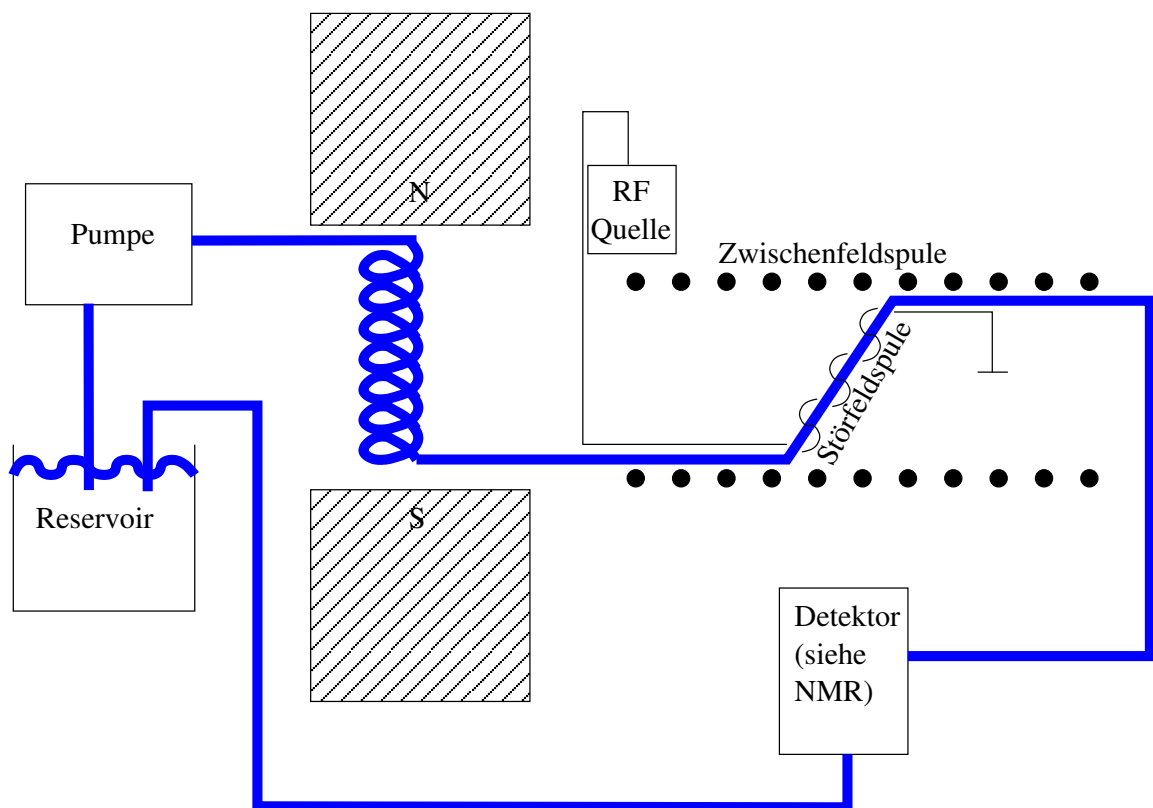 N
Pumpe
RF
Quelle
Zwischenfeldspule
Störfeldspule
Reservoir
S
Detektor
(siehe
NMR)